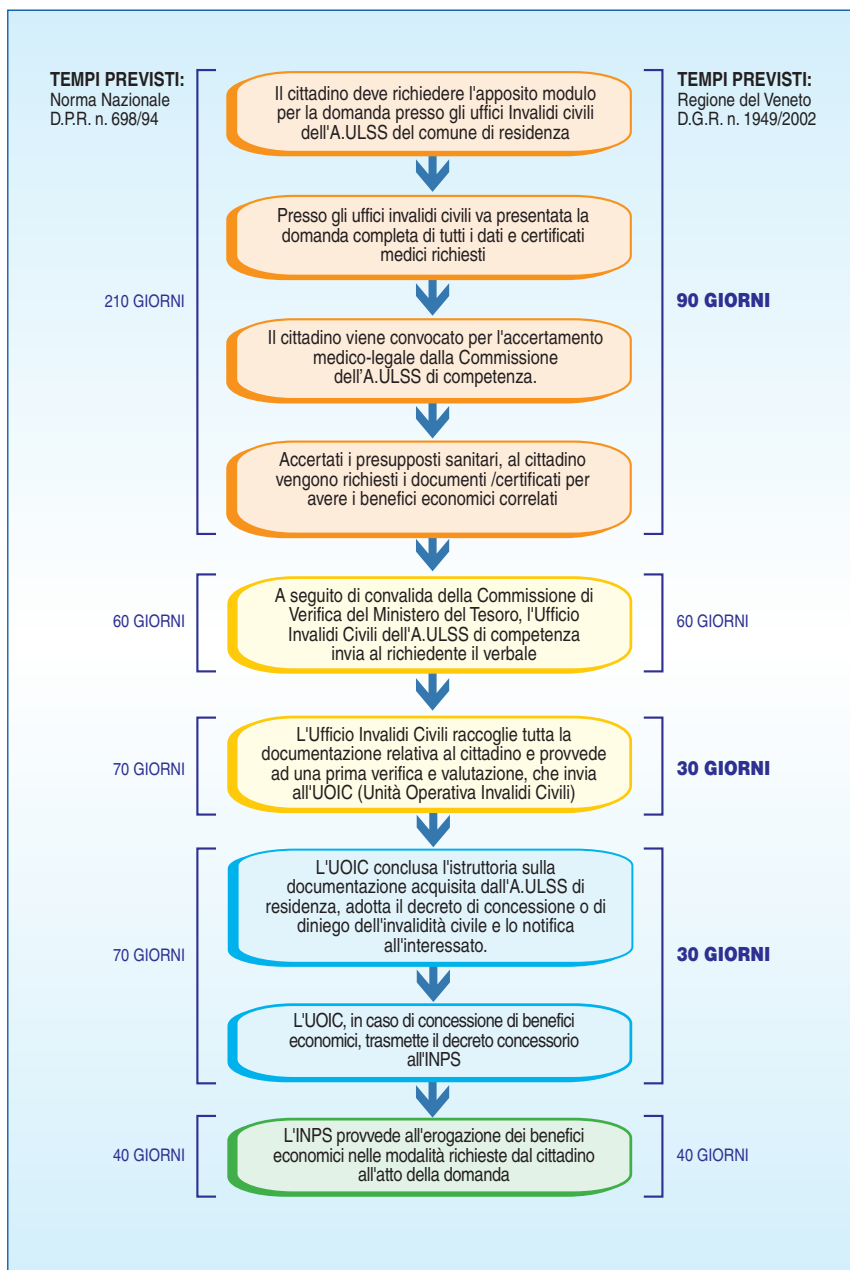 TEMPI PREVISTI:
Norma Nazionale
D.P.R. n. 698/94
TEMPI PREVISTI:
Regione del Veneto
D.G.R. n. 1949/2002
Il cittadino deve richiedere l'apposito modulo
per la domanda presso gli uffici Invalidi civili
dell'A.ULSS del comune di residenza
Presso gli uffici invalidi civili va presentata la
domanda completa di tutti i dati e certificati
medici richiesti
210 GIORNI
90 GIORNI
Il cittadino viene convocato per l'accertamento
medico-legale dalla Commissione
dell'A.ULSS di competenza.
Accertati i presupposti sanitari, al cittadino
vengono richiesti i documenti /certificati per
avere i benefici economici correlati
A seguito di convalida della Commissione di
Verifica del Ministero del Tesoro, l'Ufficio
Invalidi Civili dell'A.ULSS di competenza
invia al richiedente il verbale
60 GIORNI
60 GIORNI
L'Ufficio Invalidi Civili raccoglie tutta la
documentazione relativa al cittadino e provvede
ad una prima verifica e valutazione, che invia
all'UOIC (Unità Operativa Invalidi Civili)
70 GIORNI
30 GIORNI
L'UOIC conclusa l'istruttoria sulla
documentazione acquisita dall'A.ULSS di
residenza, adotta il decreto di concessione o di
diniego dell'invalidità civile e lo notifica
all'interessato.
70 GIORNI
30 GIORNI
L'UOIC, in caso di concessione di benefici
economici, trasmette il decreto concessorio
all'INPS
L'INPS provvede all'erogazione dei benefici
economici nelle modalità richieste dal cittadino
all'atto della domanda
40 GIORNI
40 GIORNI